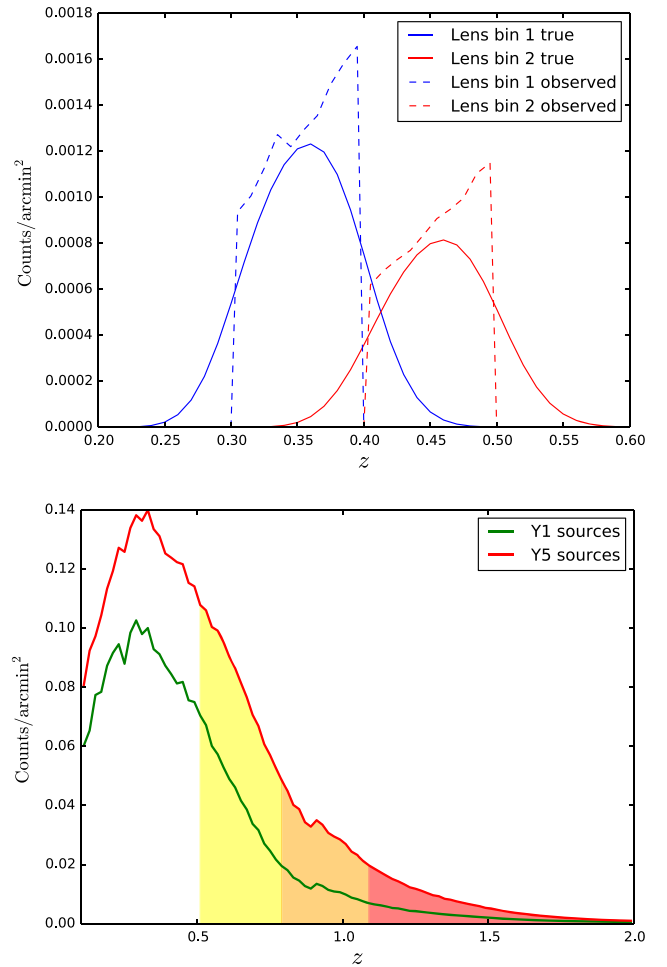 0.0018
0.0016
0.0014
0.0012
0.0010
0.0008
0.0006
0.0004
0.0002
0.0000
Counts/arcmin²
Lens bin 1 true
Lens bin 2 true
Lens bin 1 observed
Lens bin 2 observed
0.20 0.25 0.30 0.35 0.40 0.45 0.50 0.55 0.60
z
0.14
0.12
0.10
0.08
0.06
0.04
0.02
0.00
Counts/arcmin²
Y1 sources
Y5 sources
0.5 1.0 1.5 2.0
z